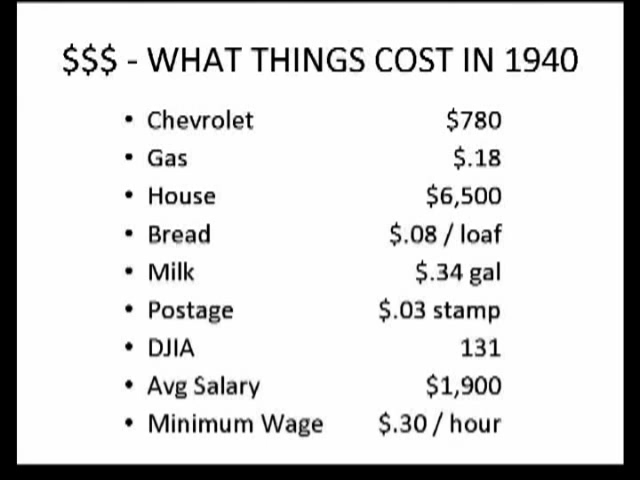 $$$ - WHAT THINGS COST IN 1940
• Chevrolet $780
• Gas $.18
• House $6,500
• Bread $.08 / loaf
• Milk $.34 gal
• Postage $.03 stamp
• DJIA 131
• Avg Salary $1,900
• Minimum Wage $.30 / hour